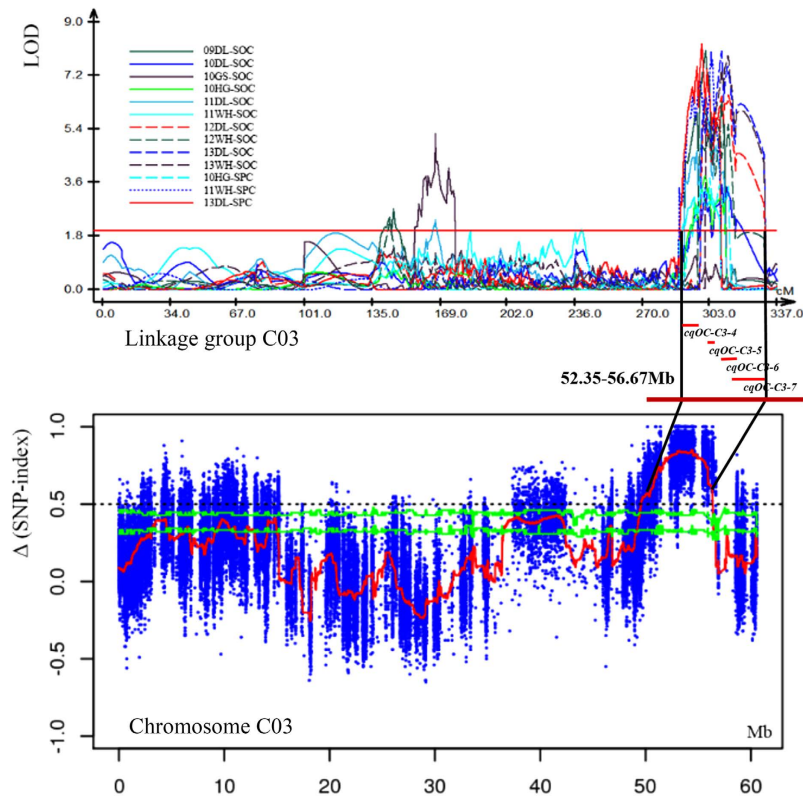 LOD
9.0
7.2
5.4
3.6
1.8
0.0
09DL-SOC
10DL-SOC
10GS-SOC
10HG-SOC
11DL-SOC
11WH-SOC
12DL-SOC
12WH-SOC
13DL-SOC
13WH-SOC
10HG-SPC
11WH-SPC
13DL-SPC
cM
0.0 34.0 67.0 101.0 135.0 169.0 202.0 236.0 270.0 303.0 337.0
Linkage group C03
cqOC-C3-4
cqOC-C3-5
cqOC-C3-6
cqOC-C3-7
52.35-56.67Mb
Δ (SNP-index)
1.0
0.5
0.0
-0.5
-1.0
Chromosome C03
Mb
0 10 20 30 40 50 60